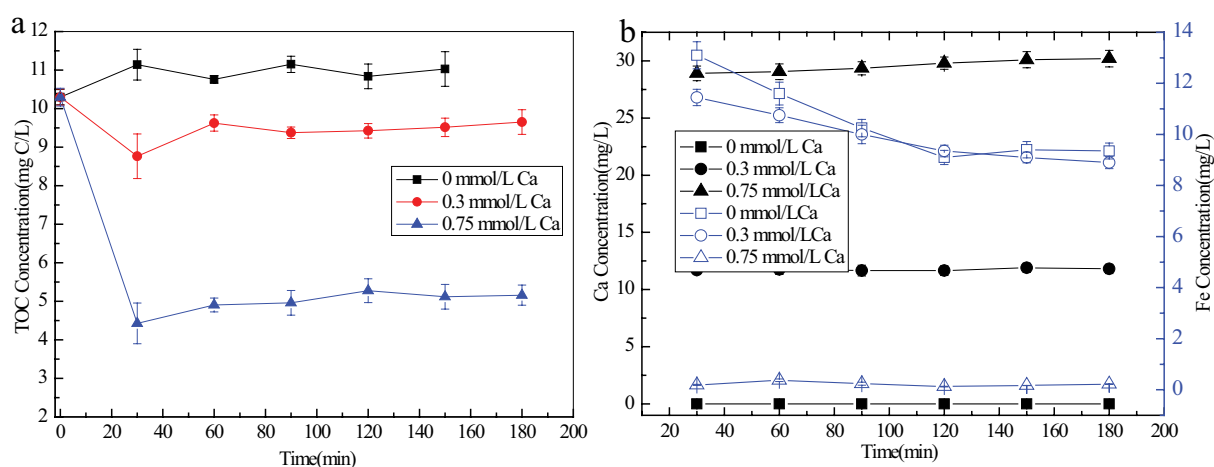 a
12
11
10
9
8
7
6
5
4
3
2
TOC Concentration(mg C/L)
0 mmol/L Ca
0.3 mmol/L Ca
0.75 mmol/L Ca
0 20 40 60 80 100 120 140 160 180 200
Time(min)
b
30
25
20
15
10
5
0
Ca Concentration(mg/L)
0 mmol/L Ca
0.3 mmol/L Ca
0.75 mmol/LCa
0 mmol/LCa
0.3 mmol/LCa
0.75 mmol/L Ca
14
12
10
8
6
4
2
0
Fe Concentration(mg/L)
20 40 60 80 100 120 140 160 180 200
Time(min)